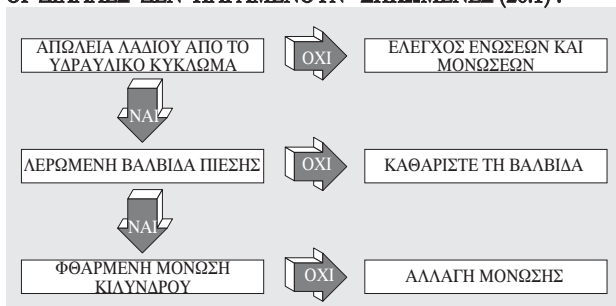 ΑΠΩΛΕΙΑ ΛΑΔΙΟΥ ΑΠΟ ΤΟ
ΥΔΡΑΥΛΙΚΟ ΚΥΚΛΩΜΑ
ΟΧΙ
ΕΛΕΓΧΟΣ ΕΝΩΣΕΩΝ ΚΑΙ
ΜΟΝΩΣΕΩΝ
ΝΑΙ
ΛΕΡΩΜΕΝΗ ΒΑΛΒΙΔΑ ΠΙΕΣΗΣ
ΟΧΙ
ΚΑΘΑΡΙΣΤΕ ΤΗ ΒΑΛΒΙΔΑ
ΝΑΙ
ΦΘΑΡΜΕΝΗ ΜΟΝΩΣΗ
ΚΙΛΥΝΔΡΟΥ
ΟΧΙ
ΑΛΛΑΓΗ ΜΟΝΩΣΗΣ